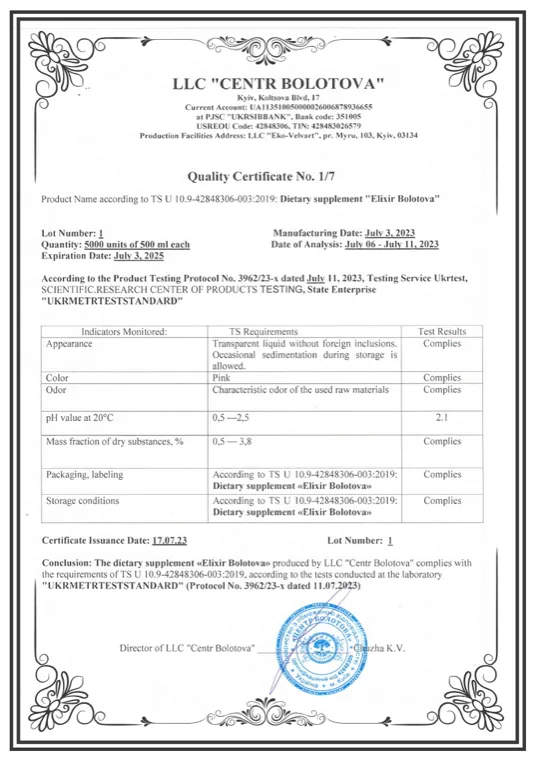 LLC "CENTR BOLOTOVA"
Kyiv, Koltsova Blvd, 17
Current Account: UA113510050000026006878936655
at PJSC "UKRSIBBANK", Bank code: 351005
USREOU Code: 42848306, TIN: 428483026579
Production Facilities Address: LLC "Eko-Velvart", pr. Myru, 103, Kyiv, 03134
Quality Certificate No. 1/7
Product Name according to TS U 10.9-42848306-003:2019: Dietary supplement "Elixir Bolotova"
Lot Number: 1 Manufacturing Date: July 3, 2023
Quantity: 5000 units of 500 ml each Date of Analysis: July 06 - July 11, 2023
Expiration Date: July 3, 2025
According to the Product Testing Protocol No. 3962/23-x dated July 11, 2023, Testing Service Ukrtest,
SCIENTIFIC.RESEARCH CENTER OF PRODUCTS TESTING, State Enterprise
"UKRMETRTESTSTANDARD"
Indicators Monitored: TS Requirements Test Results
Appearance Transparent liquid without foreign inclusions. Complies
Occasional sedimentation during storage is
allowed.
Color Pink Complies
Odor Characteristic odor of the used raw materials Complies
pH value at 20°C 0,5 —2,5 2.1
Mass fraction of dry substances, % 0,5 — 3,8 Complies
Packaging, labeling According to TS U 10.9-42848306-003:2019: Complies
Dietary supplement «Elixir Bolotova»
Storage conditions According to TS U 10.9-42848306-003:2019: Complies
Dietary supplement «Elixir Bolotova»
Certificate Issuance Date: 17.07.23 Lot Number: 1
Conclusion: The dietary supplement «Elixir Bolotova» produced by LLC "Centr Bolotova" complies with
the requirements of TS U 10.9-42848306-003:2019, according to the tests conducted at the laboratory
"UKRMETRTESTSTANDARD" (Protocol No. 3962/23-x dated 11.07.2023)
Director of LLC "Centr Bolotova" K.V.
"ЦЕНТР БОЛОТОВА"
Україна * м. Київ